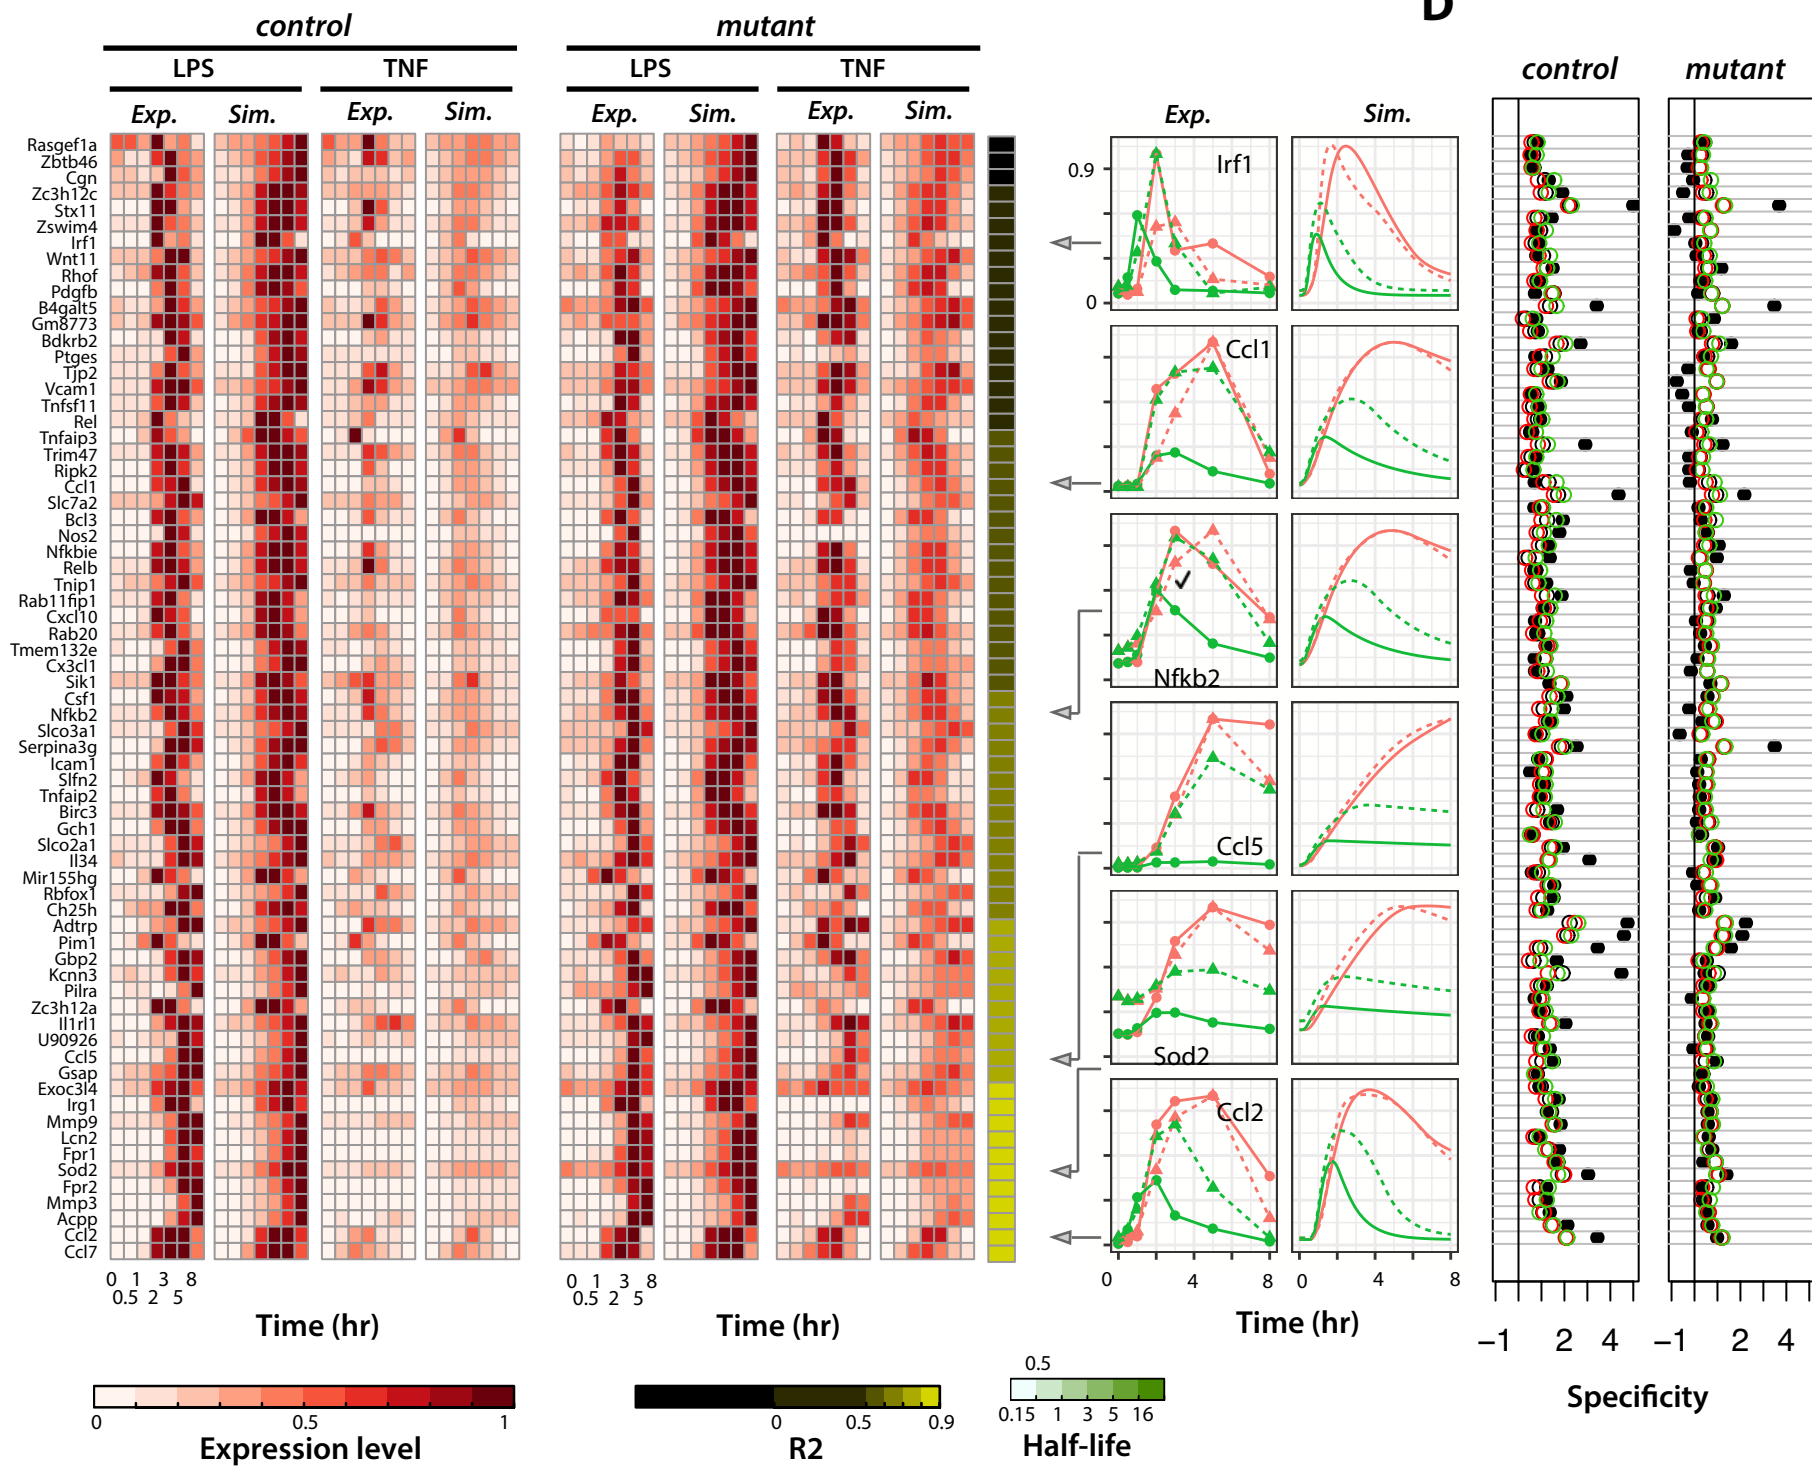 D
control
mutant
LPS
TNF
LPS
TNF
Exp.
Sim.
Exp.
Sim.
Exp.
Sim.
Exp.
Sim.
Exp.
Sim.
control
mutant
Rasgef1a
Zbtb46
Cgn
Zc3h12c
Stx11
Zswim4
Irf1
Wnt11
Rhof
Pdgfb
B4galt5
Gm8773
Bdkrb2
Ptges
Tjp2
Vcam1
Tnfsf11
Rel
Tnfaip3
Trim47
Ripk2
Ccl1
Slc7a2
Bcl3
Nos2
Nfkbie
Relb
Tnip1
Rab11fip1
Cxcl10
Rab20
Tmem132e
Cx3cl1
Sik1
Csf1
Nfkb2
Slco3a1
Serpina3g
Icam1
Slfn2
Tnfaip2
Birc3
Gch1
Slco2a1
Il34
Mir155hg
Rbfox1
Ch25h
Adtrp
Pim1
Gbp2
Kcnn3
Pilra
Zc3h12a
Il1rl1
U90926
Ccl5
Gsap
Exoc3l4
Irg1
Mmp9
Lcn2
Fpr1
Sod2
Fpr2
Mmp3
Acpp
Ccl2
Ccl7
0 1 3 8
0.5 2 5
Time (hr)
0 1 3 8
0.5 2 5
Time (hr)
0.9
0
Irf1
Ccl1
Nfkb2
Ccl5
Sod2
Ccl2
0 4 8
0 4 8
Time (hr)
−1 2 4
−1 2 4
Specificity
0 0.5 1
Expression level
0 0.5 0.9
R2
0.5
0.15 1 3 5 16
Half-life